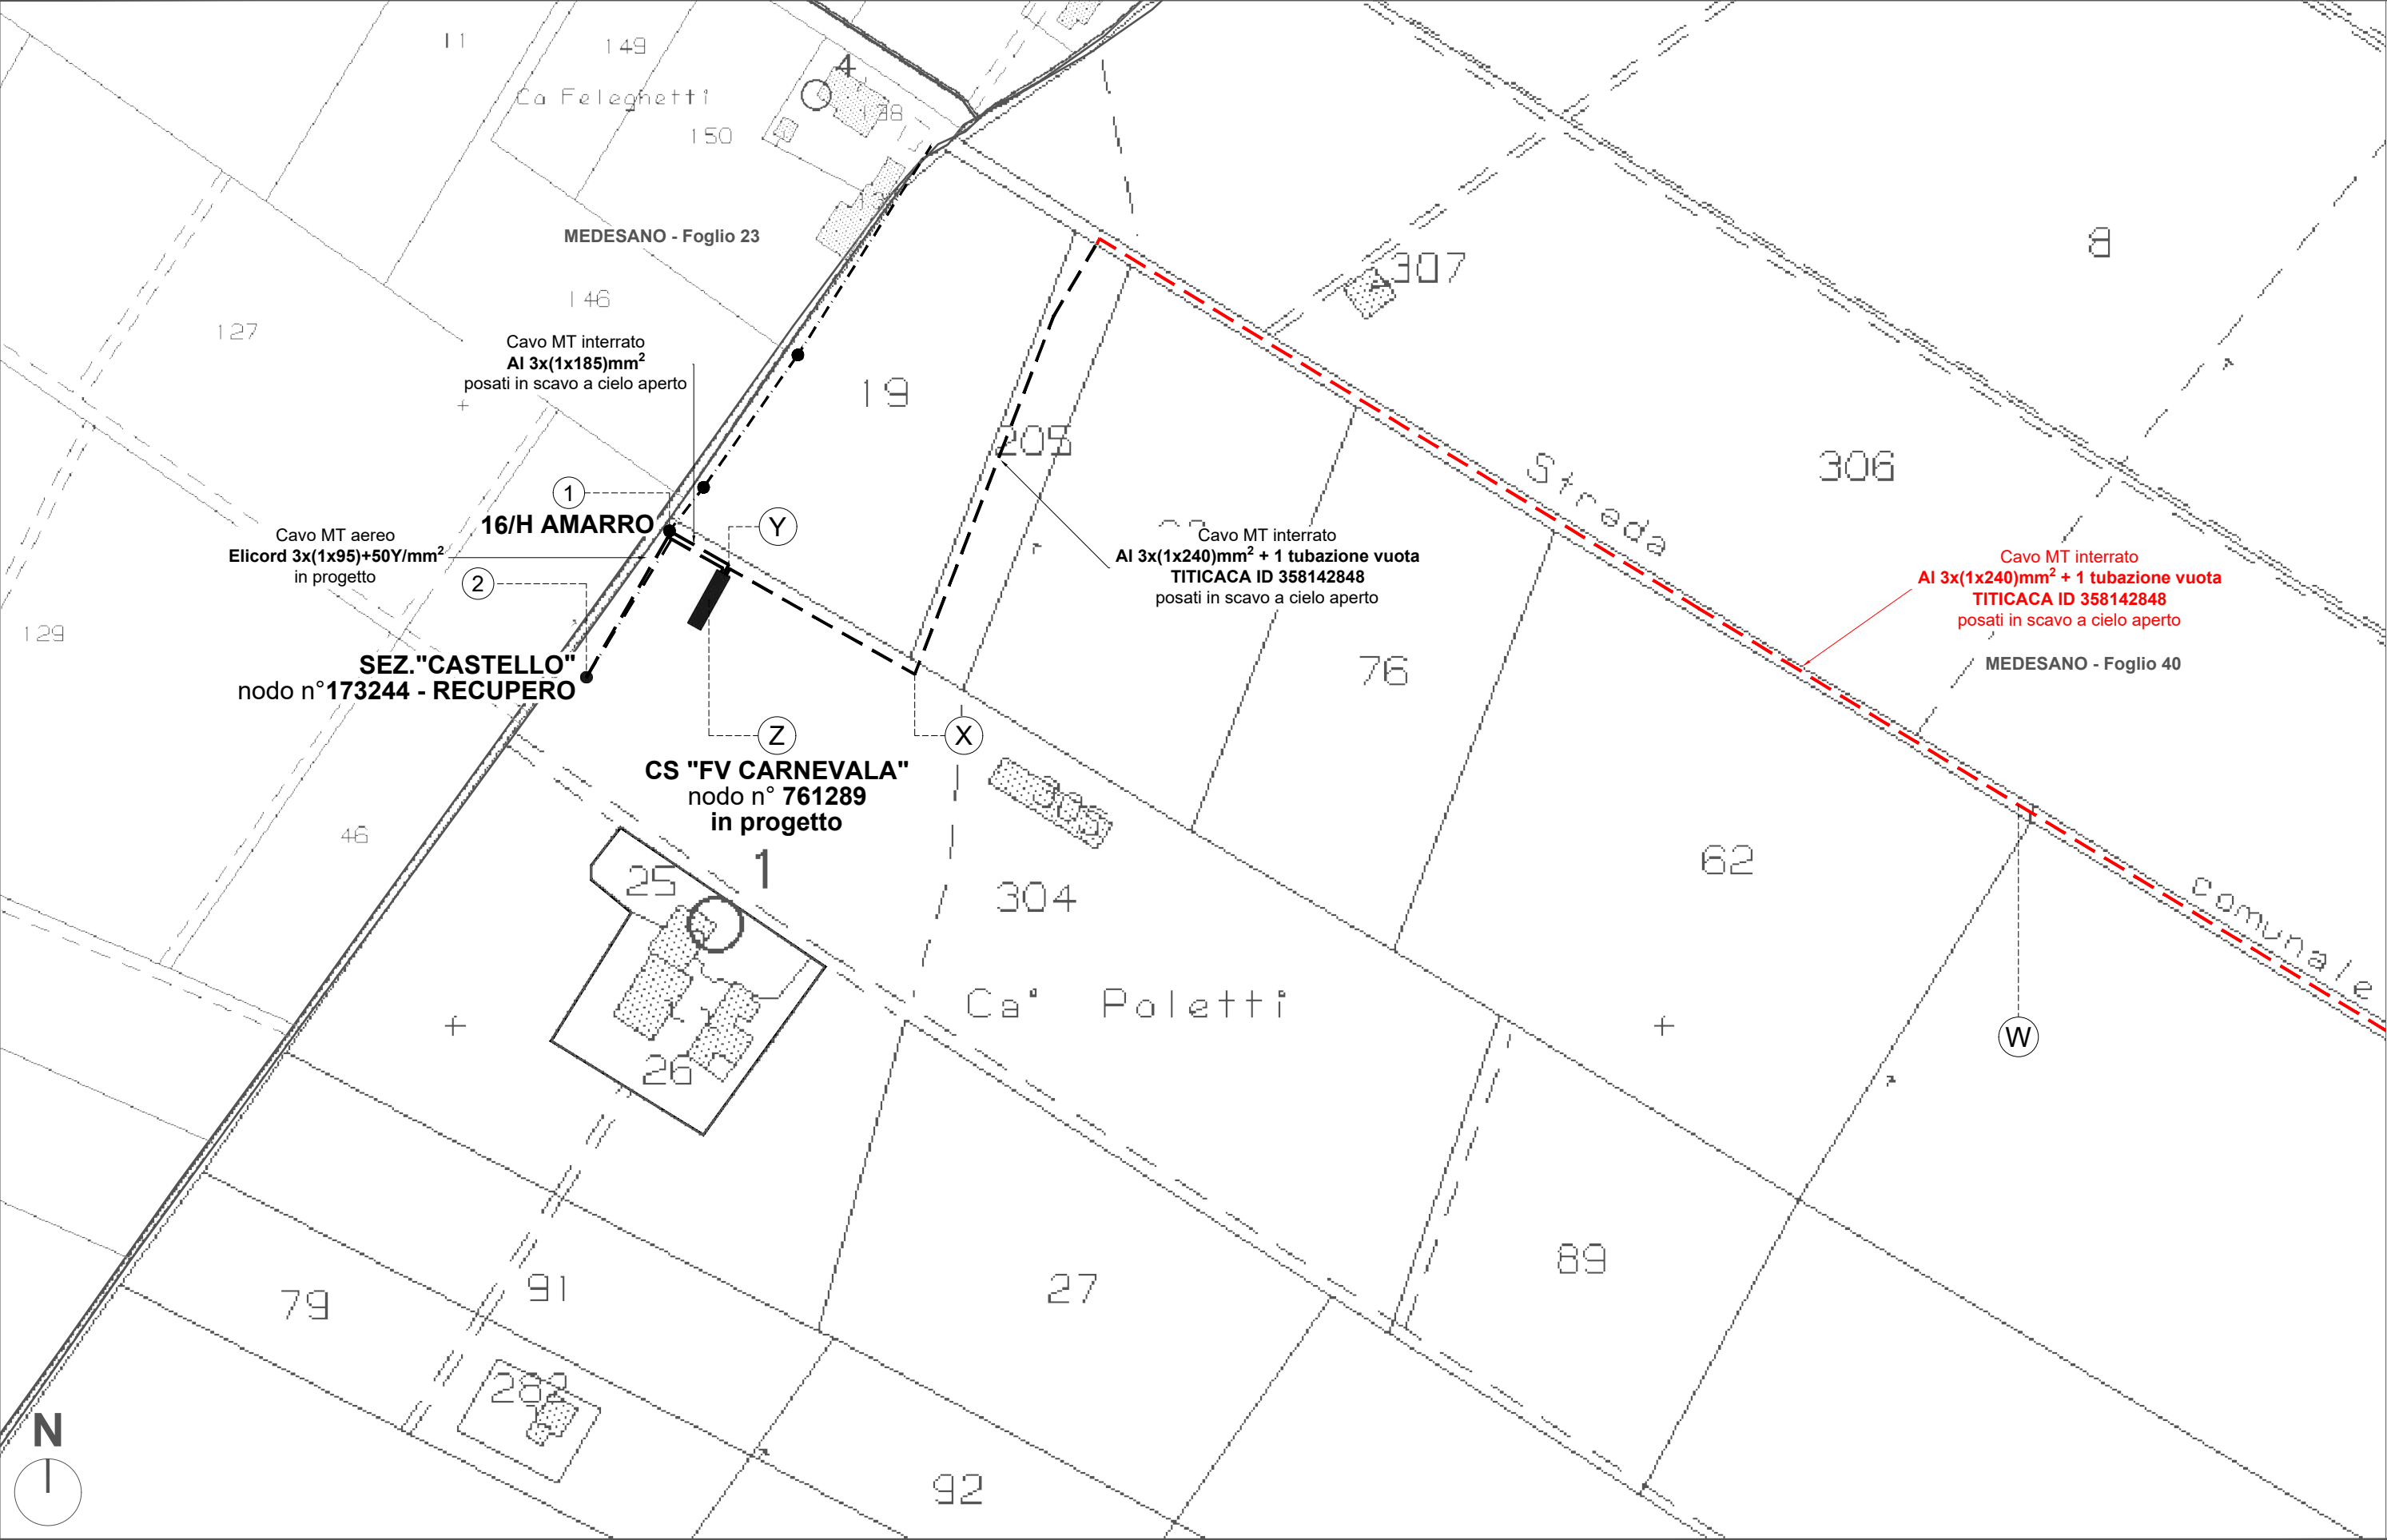 11
149
4
Ca Feleghetti
138
150
MEDESANO - Foglio 23
8
307
146
127
Cavo MT interrato
Al 3x(1x185)mm²
posati in scavo a cielo aperto
19
205
306
Strada
1
16/H AMARRO
Y
Cavo MT aereo
Elicord 3x(1x95)+50Y/mm²
in progetto
2
Cavo MT interrato
Al 3x(1x240)mm² + 1 tubazione vuota
TITICACA ID 358142848
posati in scavo a cielo aperto
Cavo MT interrato
Al 3x(1x240)mm² + 1 tubazione vuota
TITICACA ID 358142848
posati in scavo a cielo aperto
129
SEZ."CASTELLO"
nodo n°173244 - RECUPERO
76
MEDESANO - Foglio 40
Z
X
CS "FV CARNEVALA"
nodo n° 761289
in progetto
305
46
1
25
62
304
comunale
Ca' Paletti
W
26
79
91
27
89
282
N
92